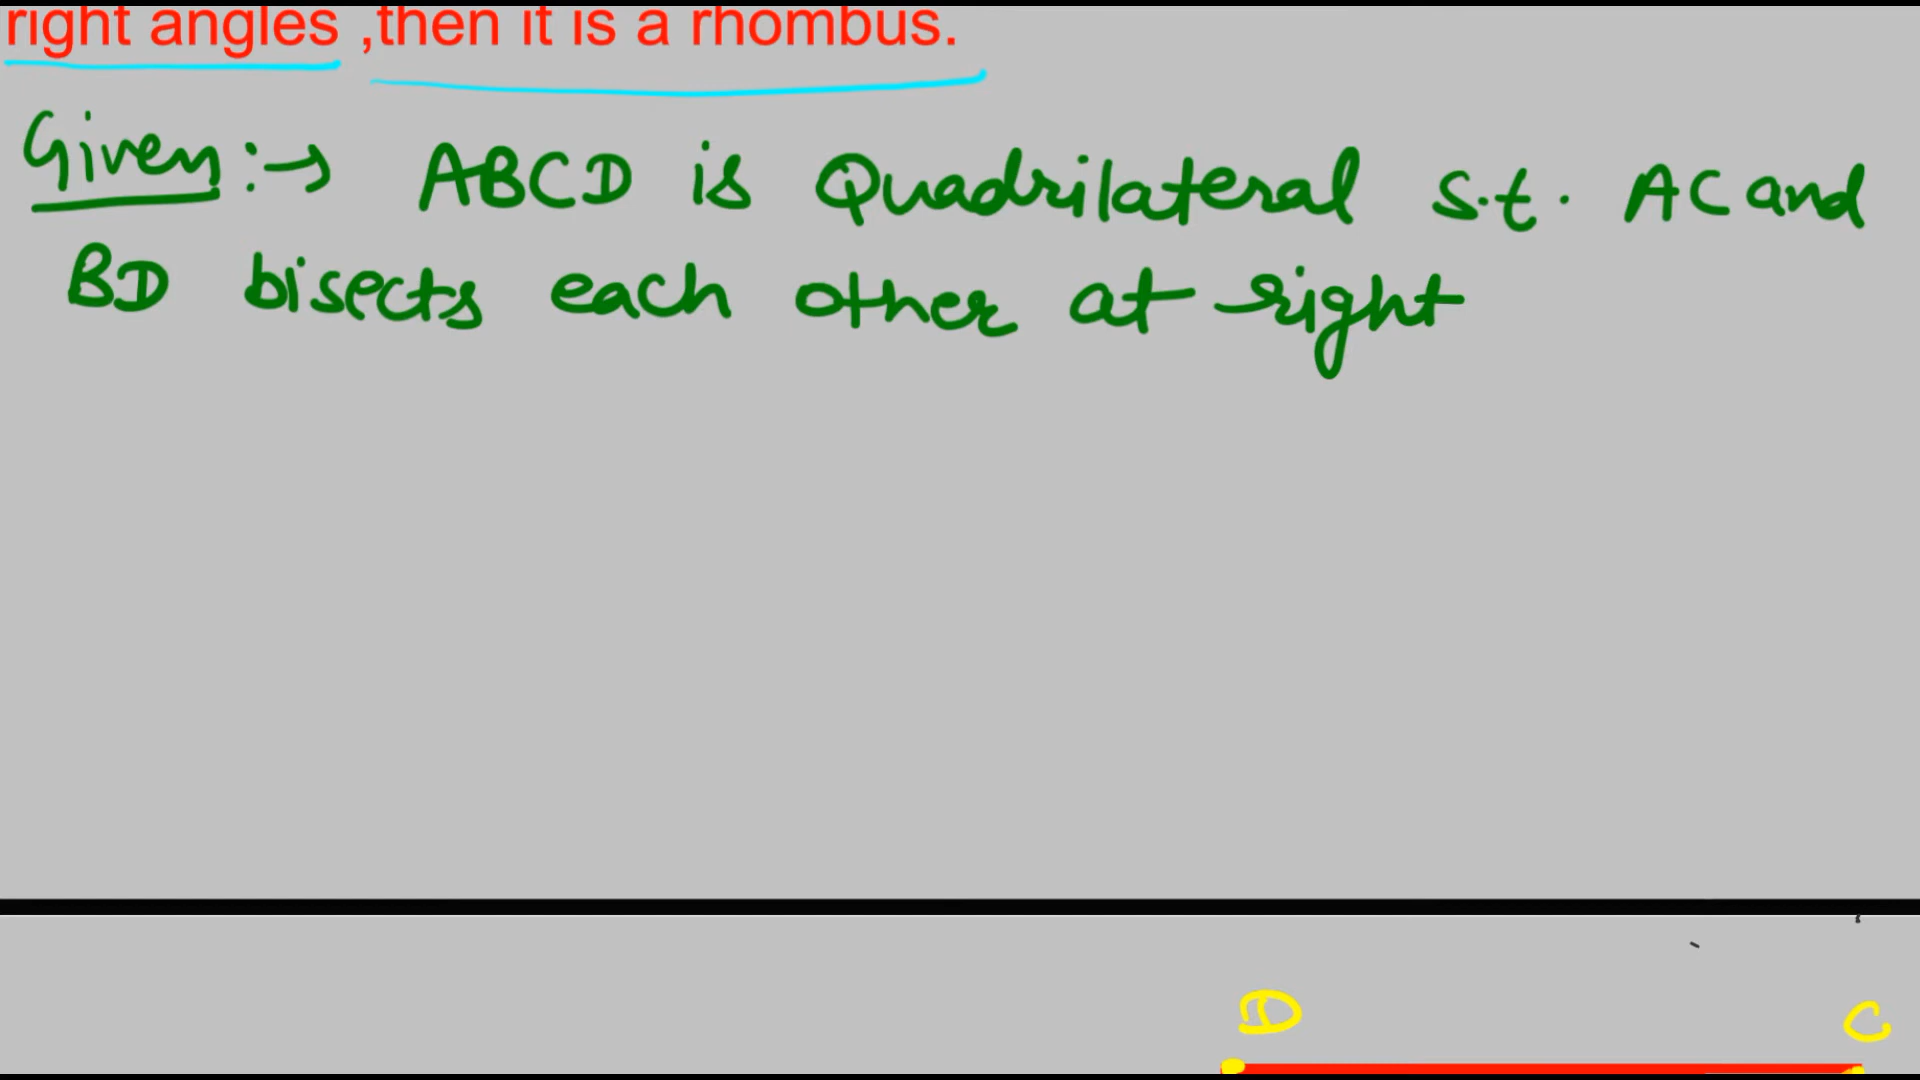 right angles ,then it is a rhombus.
Given:→ ABCD is Quadrilateral s.t. AC and
BD bisects each other at right
D C